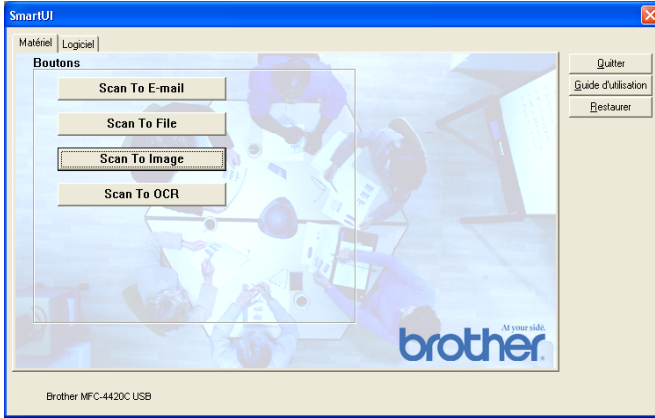 SmartUI
Matériel
Logiciel
Boutons
Scan To E-mail
Scan To File
Scan To Image
Scan To OCR
Quitter
Guide d'utilisation
Restaurer
At your side.
brother
Brother MFC-4420C USB